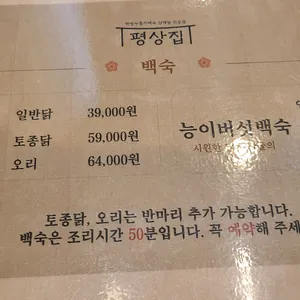 평상집
백숙
일반닭 39,000원
토종닭 59,000원
오리 64,000원
능이버섯백숙
시원한
토종닭, 오리는 반마리 추가 가능합니다.
백숙은 조리시간 50분입니다. 꼭 예약해 주세